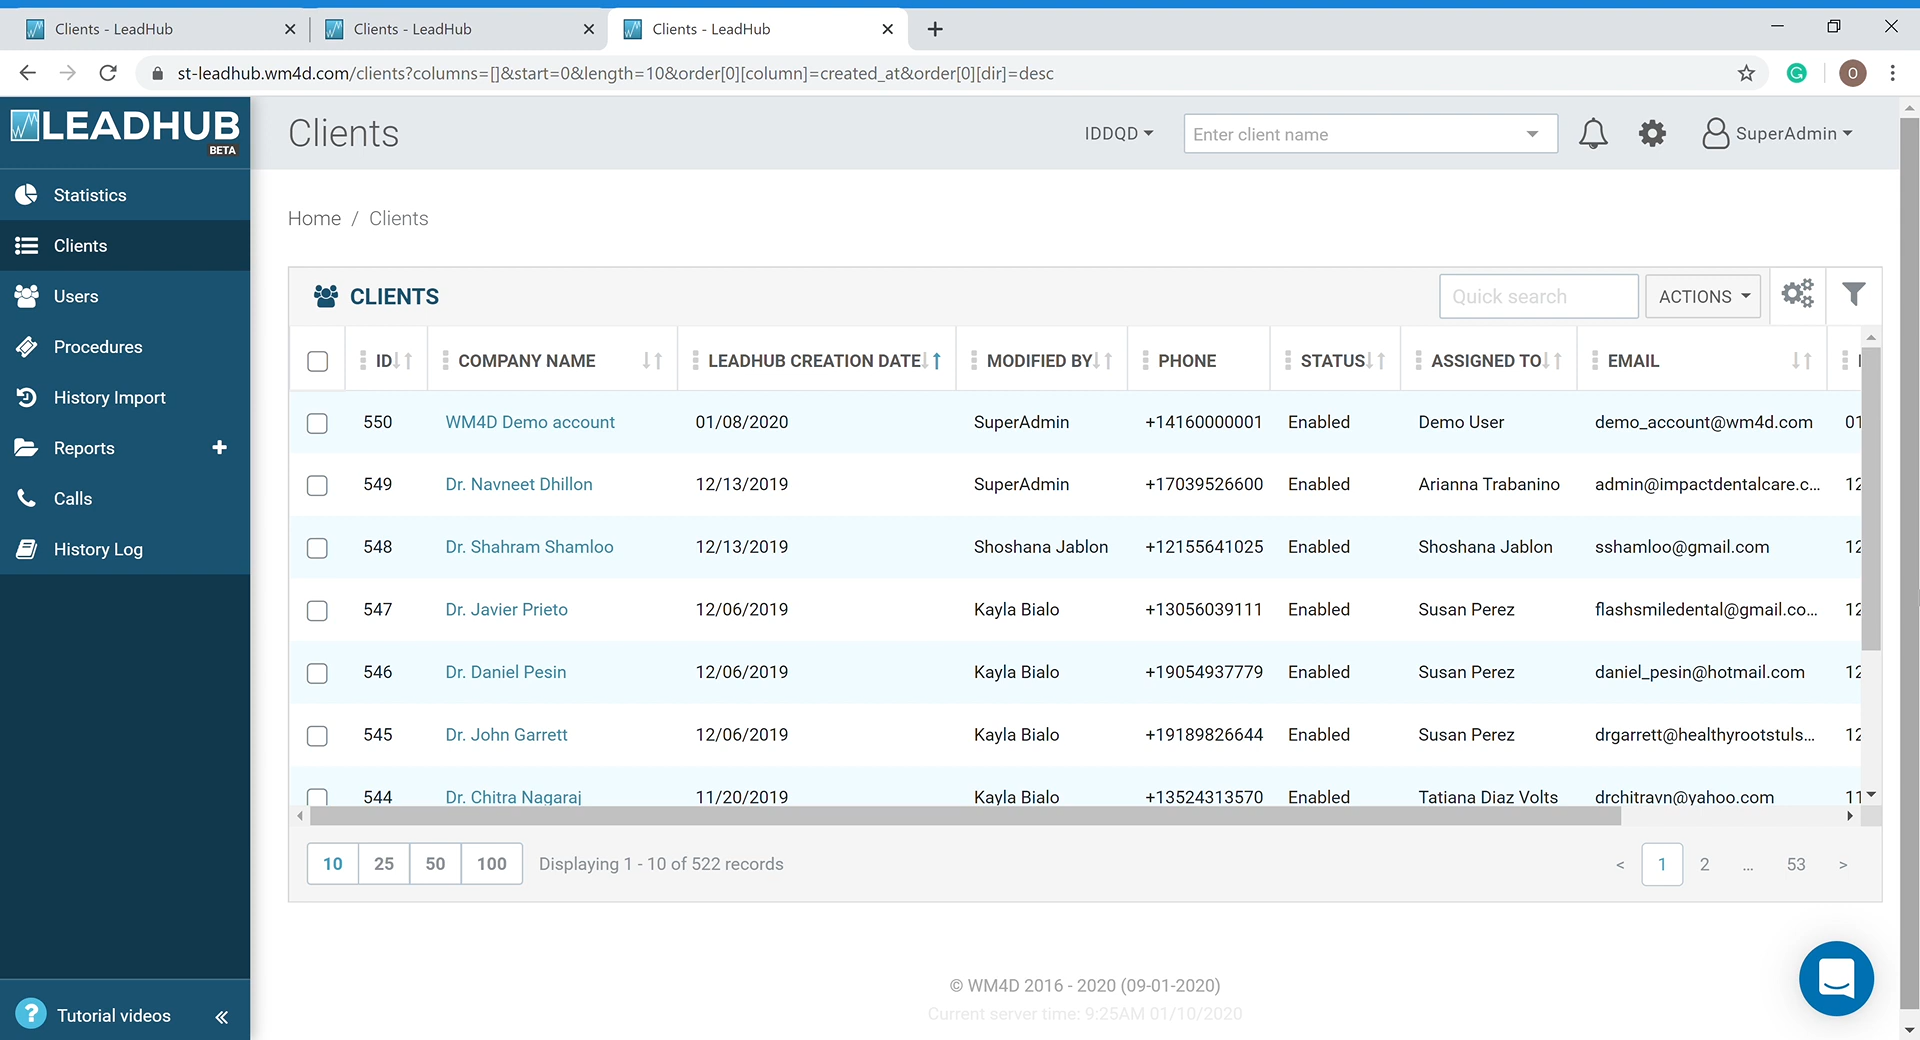 Clients - LeadHub
Clients - LeadHub
Clients - LeadHub
st-leadhub.wm4d.com/clients?columns=[]&start=0&length=10&order[0][column]=created_at&order[0][dir]=desc
O
LEADHUB
BETA
Clients
IDDQD
Enter client name
SuperAdmin
Statistics
Clients
Users
Procedures
History Import
Reports
Calls
History Log
Tutorial videos
Home / Clients
CLIENTS
Quick search
ACTIONS
ID COMPANY NAME LEADHUB CREATION DATE MODIFIED BY PHONE STATUS ASSIGNED TO EMAIL
550 WM4D Demo account 01/08/2020 SuperAdmin +14160000001 Enabled Demo User demo_account@wm4d.com 01
549 Dr. Navneet Dhillon 12/13/2019 SuperAdmin +17039526600 Enabled Arianna Trabanino admin@impactdentalcare.c... 12
548 Dr. Shahram Shamloo 12/13/2019 Shoshana Jablon +12155641025 Enabled Shoshana Jablon sshamloo@gmail.com 12
547 Dr. Javier Prieto 12/06/2019 Kayla Bialo +13056039111 Enabled Susan Perez flashsmiledental@gmail.co... 12
546 Dr. Daniel Pesin 12/06/2019 Kayla Bialo +19054937779 Enabled Susan Perez daniel_pesin@hotmail.com 12
545 Dr. John Garrett 12/06/2019 Kayla Bialo +19189826644 Enabled Susan Perez drgarrett@healthyrootstuls... 12
544 Dr. Chitra Nagaraj 11/20/2019 Kayla Bialo +13524313570 Enabled Tatiana Diaz Volts drchitravn@yahoo.com 11
10 25 50 100 Displaying 1 - 10 of 522 records < 1 2 ... 53 >
© WM4D 2016 - 2020 (09-01-2020)
Current server time: 9:25AM 01/10/2020